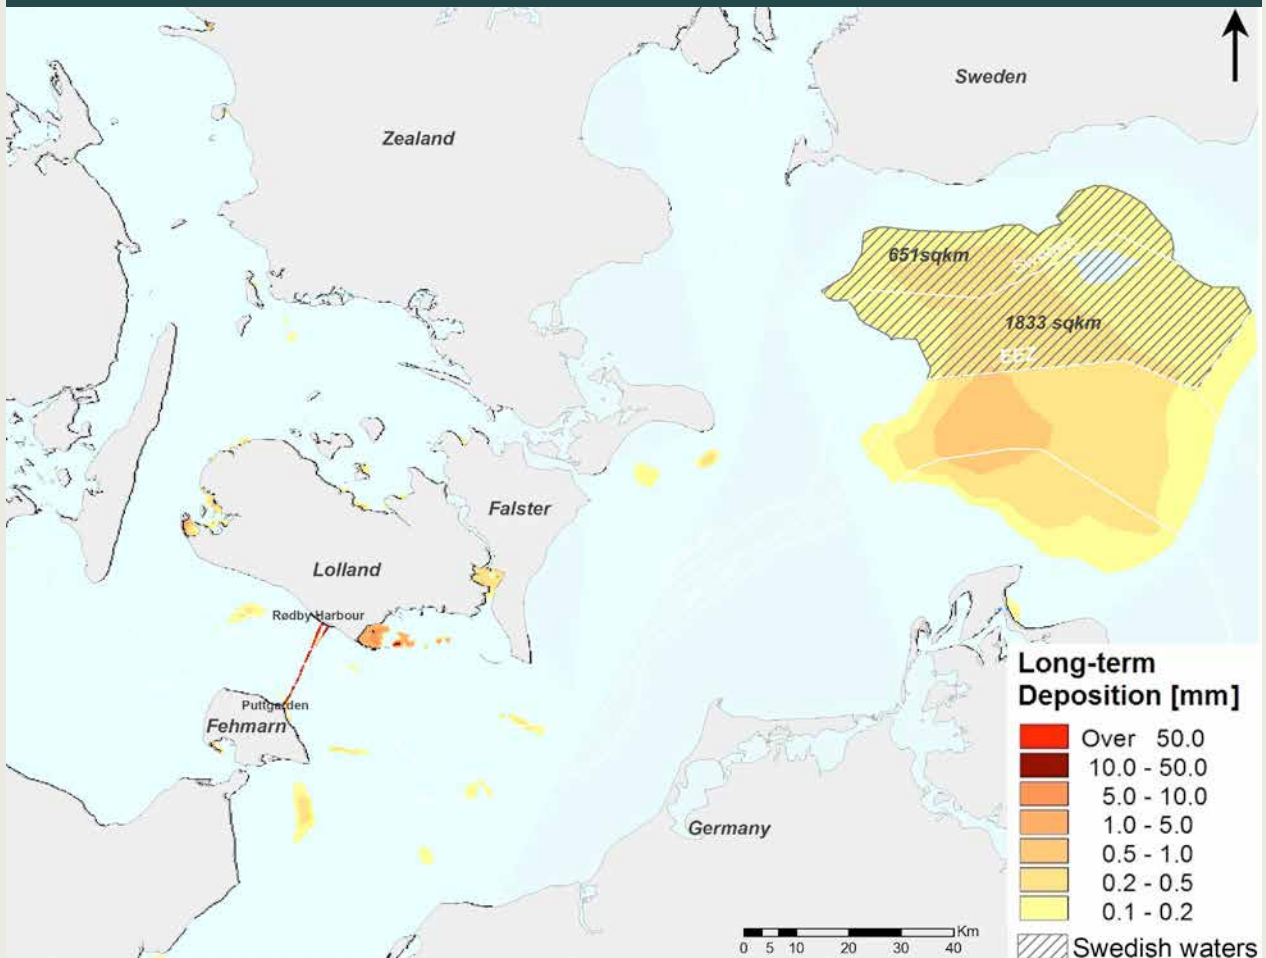 Sweden
Zealand
651sqkm
1833 sqkm
EEZ
Falster
Lolland
Rødby Harbour
Puttgarden
Fehmarn
Germany
Long-term
Deposition [mm]
Over 50.0
10.0 - 50.0
5.0 - 10.0
1.0 - 5.0
0.5 - 1.0
0.2 - 0.5
0.1 - 0.2
Swedish waters
Km
0 5 10 20 30 40